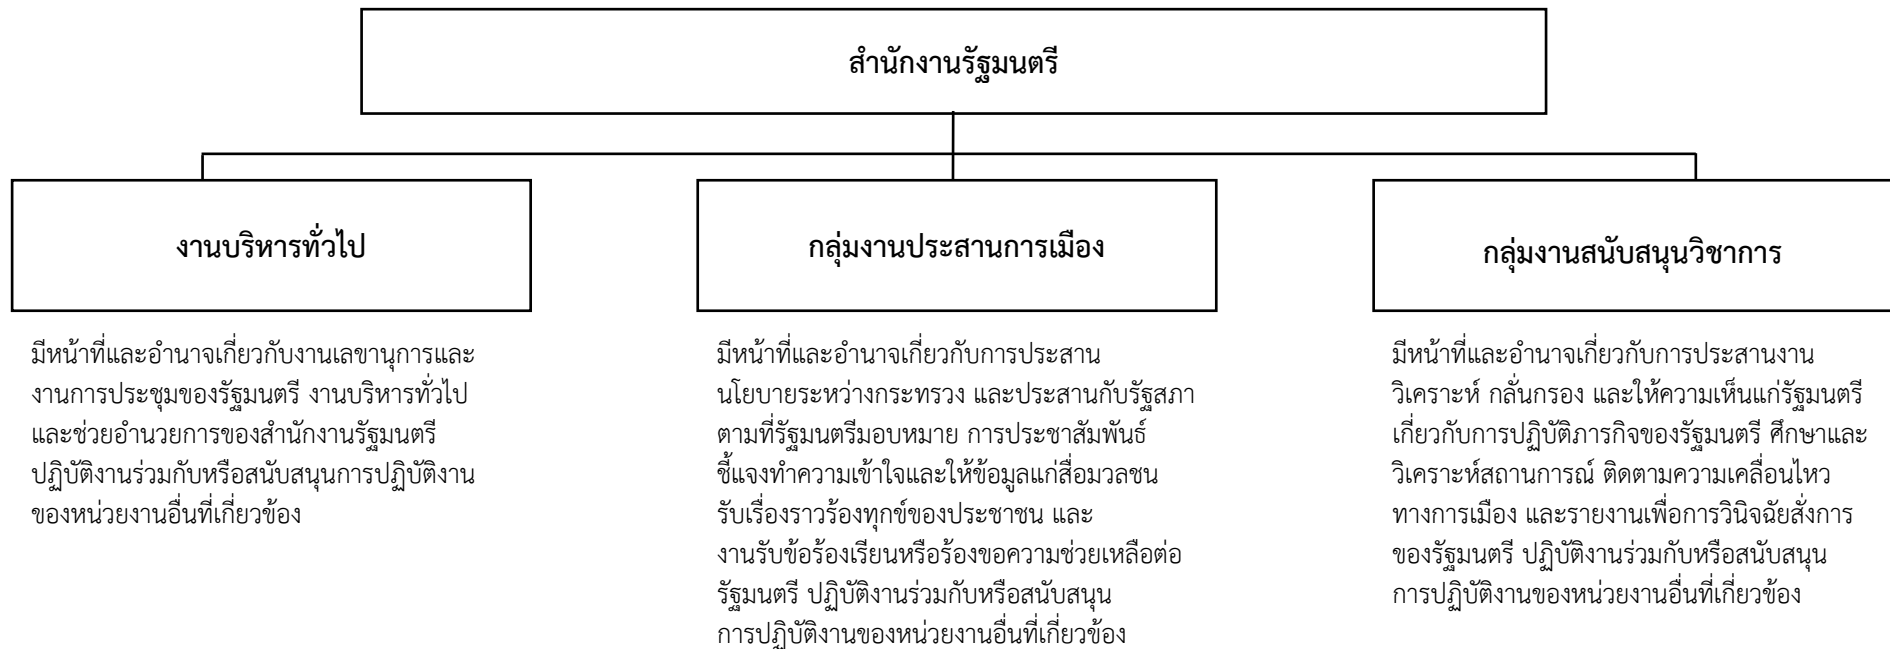 สำนักงานรัฐมนตรี
งานบริหารทั่วไป
มีหน้าที่และอำนาจเกี่ยวกับงานเลขานุการและ
งานการประชุมของรัฐมนตรี งานบริหารทั่วไป
และช่วยอำนวยการของสำนักงานรัฐมนตรี
ปฏิบัติงานร่วมกับหรือสนับสนุนการปฏิบัติงาน
ของหน่วยงานอื่นที่เกี่ยวข้อง
กลุ่มงานประสานการเมือง
มีหน้าที่และอำนาจเกี่ยวกับการประสาน
นโยบายระหว่างกระทรวง และประสานกับรัฐสภา
ตามที่รัฐมนตรีมอบหมาย การประชาสัมพันธ์
ชี้แจงทำความเข้าใจและให้ข้อมูลแก่สื่อมวลชน
รับเรื่องราวร้องทุกข์ของประชาชน และ
งานรับข้อร้องเรียนหรือร้องขอความช่วยเหลือต่อ
รัฐมนตรี ปฏิบัติงานร่วมกับหรือสนับสนุน
การปฏิบัติงานของหน่วยงานอื่นที่เกี่ยวข้อง
กลุ่มงานสนับสนุนวิชาการ
มีหน้าที่และอำนาจเกี่ยวกับการประสานงาน
วิเคราะห์ กลั่นกรอง และให้ความเห็นแก่รัฐมนตรี
เกี่ยวกับการปฏิบัติภารกิจของรัฐมนตรี ศึกษาและ
วิเคราะห์สถานการณ์ ติดตามความเคลื่อนไหว
ทางการเมือง และรายงานเพื่อการวินิจฉัยสั่งการ
ของรัฐมนตรี ปฏิบัติงานร่วมกับหรือสนับสนุน
การปฏิบัติงานของหน่วยงานอื่นที่เกี่ยวข้อง